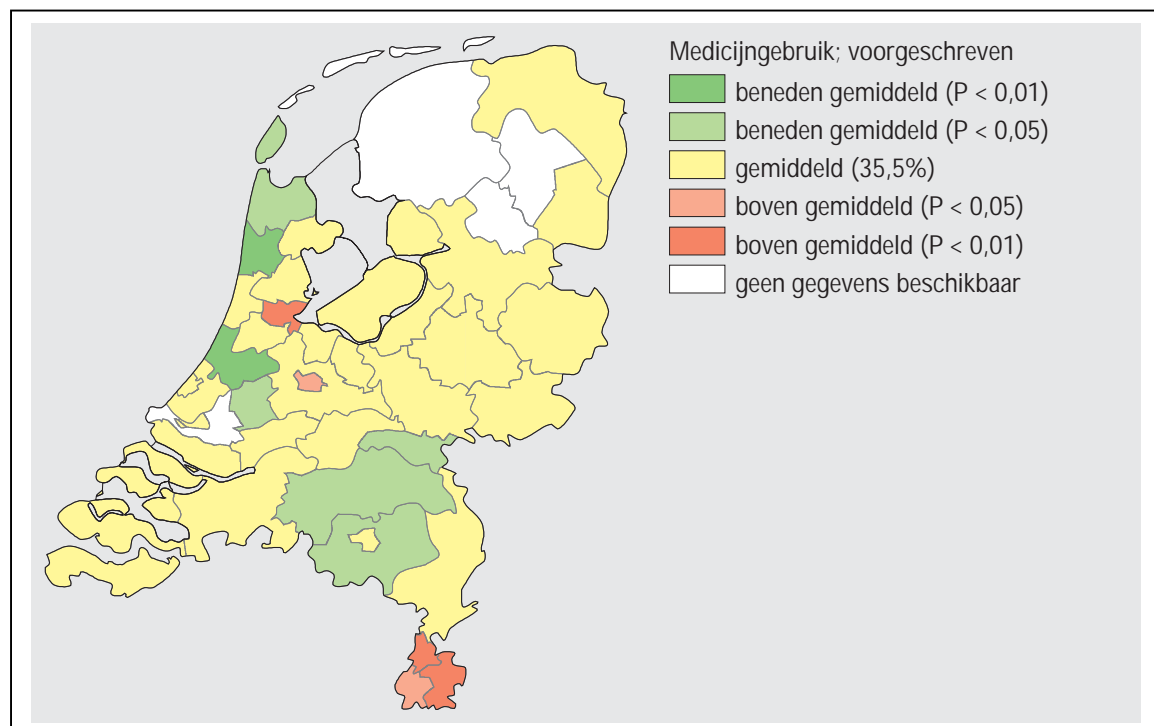 Medicijngebruik; voorgeschreven
beneden gemiddeld (P < 0,01)
beneden gemiddeld (P < 0,05)
gemiddeld (35,5%)
boven gemiddeld (P < 0,05)
boven gemiddeld (P < 0,01)
geen gegevens beschikbaar